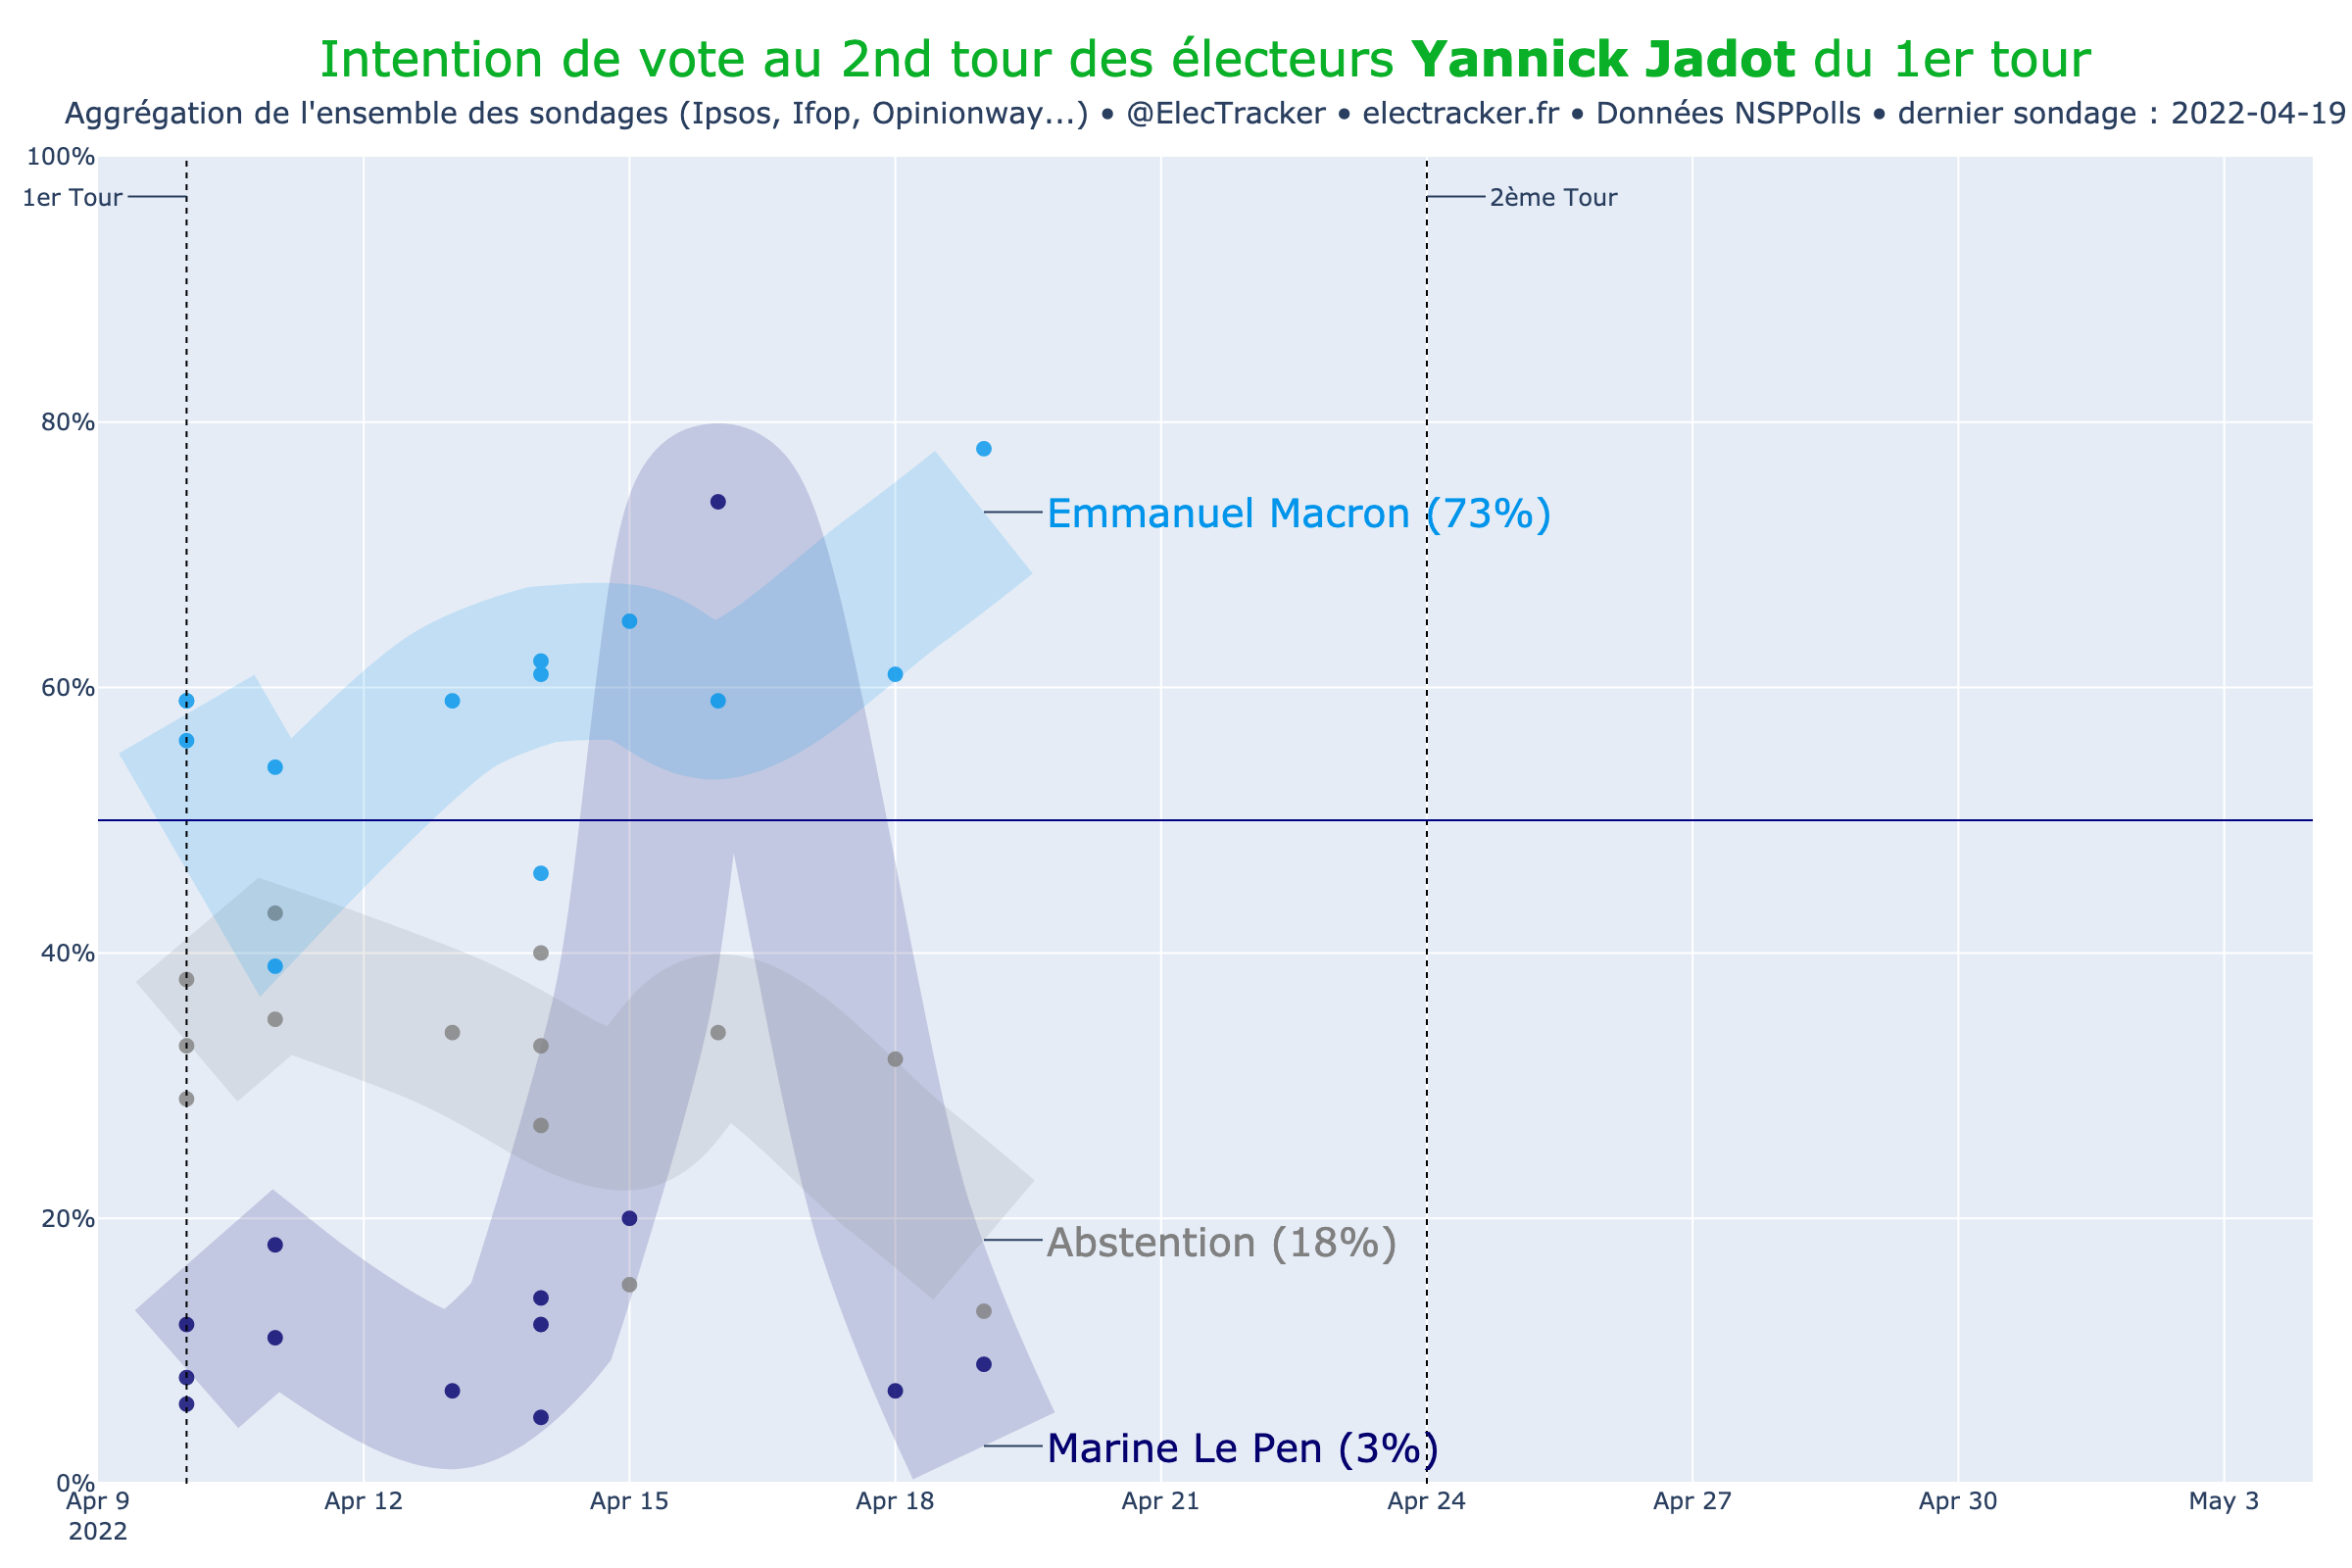 Intention de vote au 2nd tour des électeurs Yannick Jadot du 1er tour
Aggrégation de l'ensemble des sondages (Ipsos, Ifop, Opinionway...) • @ElecTracker • electracker.fr • Données NSPPolls • dernier sondage : 2022-04-19
100%
1er Tour
2ème Tour
80%
Emmanuel Macron (73%)
60%
40%
20%
Abstention (18%)
Marine Le Pen (3%)
0%
Apr 9
2022
Apr 12
Apr 15
Apr 18
Apr 21
Apr 24
Apr 27
Apr 30
May 3